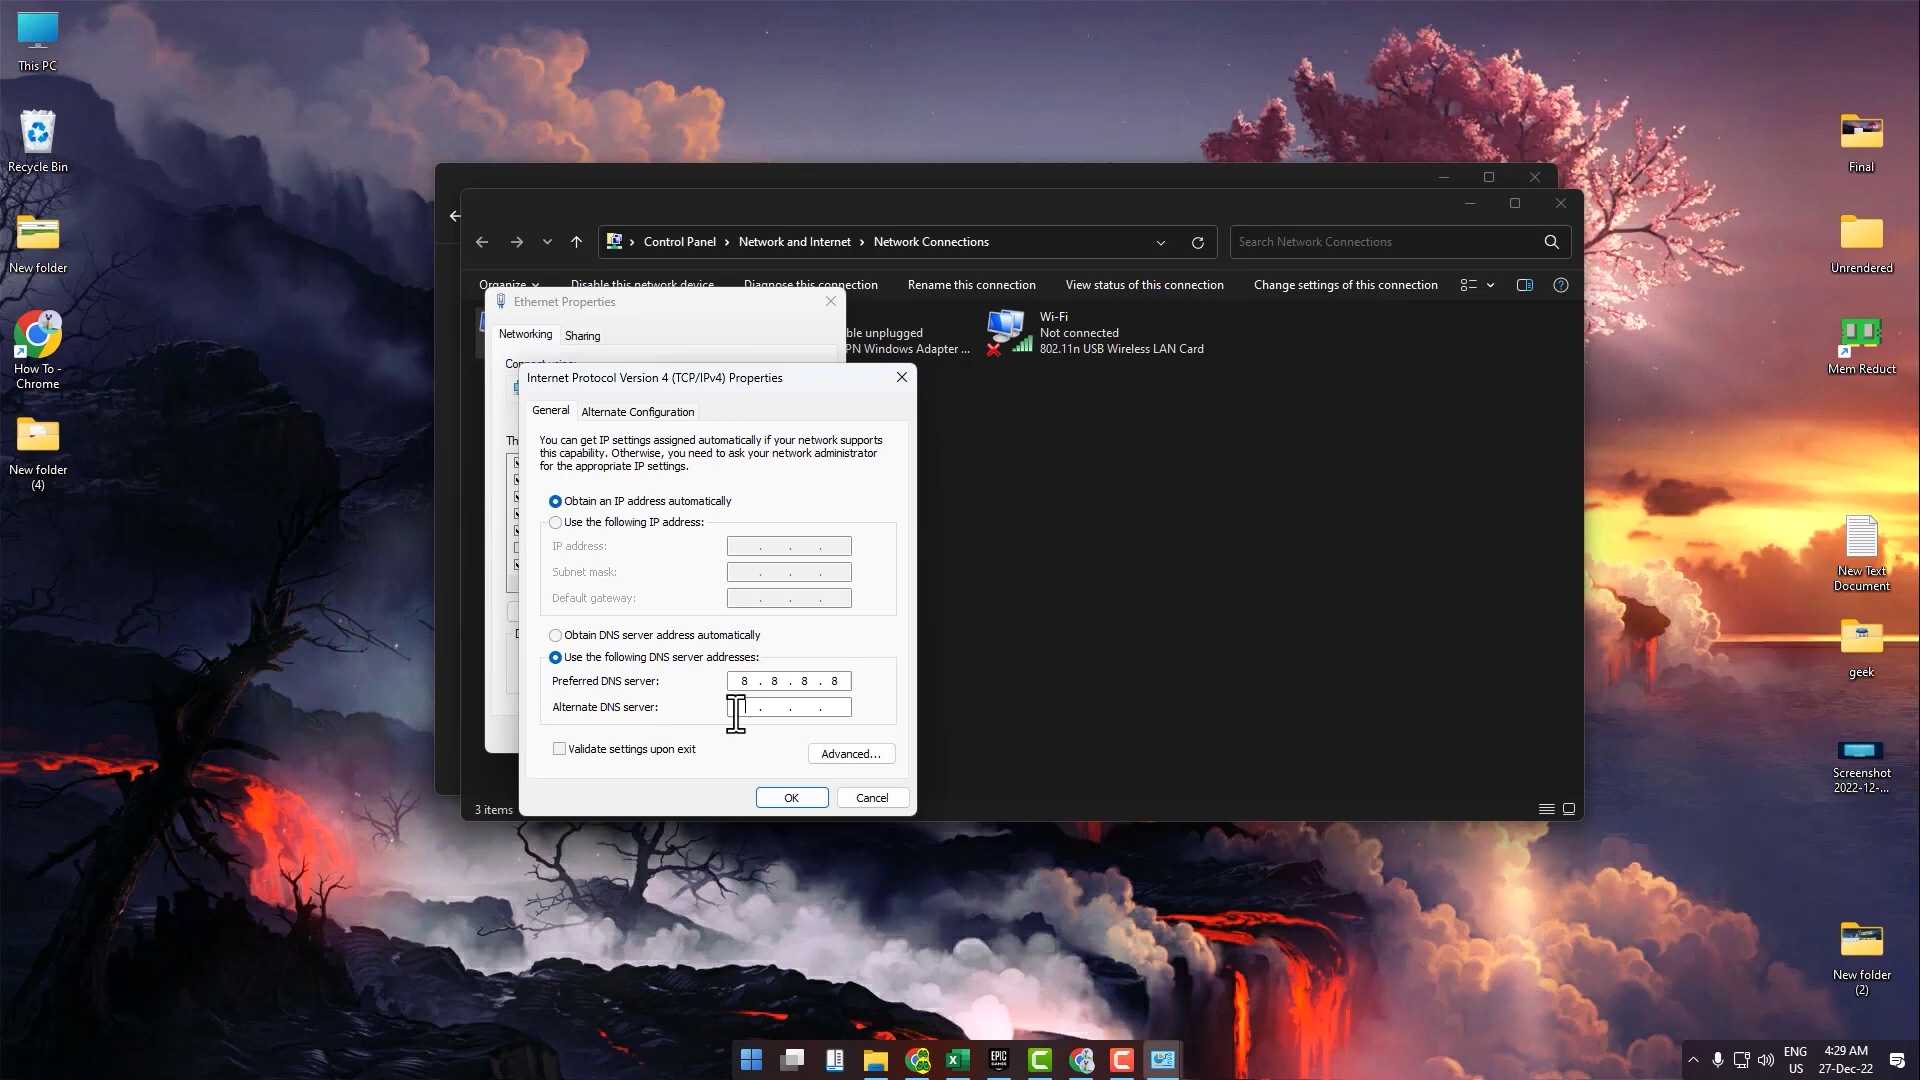 This PC
Recycle Bin
New folder
How To -
Chrome
New folder
(4)
Control Panel
Network and Internet
Network Connections
Search Network Connections
Organize
Disable this network device
Diagnose this connection
Rename this connection
View status of this connection
Change settings of this connection
Ethernet Properties
Networking
Sharing
ble unplugged
PN Windows Adapter ...
Wi-Fi
Not connected
802.11n USB Wireless LAN Card
Internet Protocol Version 4 (TCP/IPv4) Properties
General
Alternate Configuration
You can get IP settings assigned automatically if your network supports
this capability. Otherwise, you need to ask your network administrator
for the appropriate IP settings.
Obtain an IP address automatically
Use the following IP address:
IP address:
. . .
Subnet mask:
. . .
Default gateway:
. . .
Obtain DNS server address automatically
Use the following DNS server addresses:
Preferred DNS server:
8 . 8 . 8 . 8
Alternate DNS server:
. . .
Validate settings upon exit
Advanced...
OK
Cancel
3 items
Final
Unrendered
Mem Reduct
New Text
Document
geek
Screenshot
2022-12-...
New folder
(2)
EPIC
GAMES
ENG
US
4:29 AM
27-Dec-22